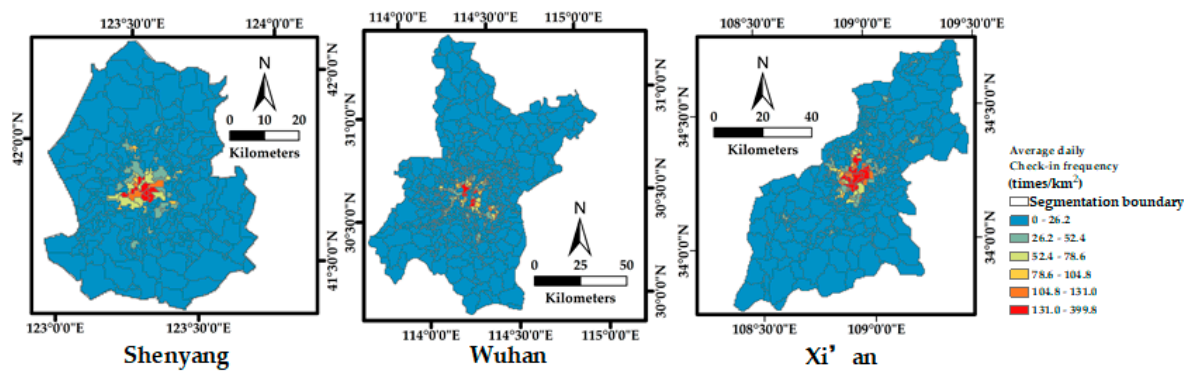 123°30'0"E 124°0'0"E
42°0'0"N
42°0'0"N
41°30'0"N
N
0 10 20
Kilometers
123°0'0"E 123°30'0"E
Shenyang
114°0'0"E 114°30'0"E 115°0'0"E
31°0'0"N
30°30'0"N
31°0'0"N
30°30'0"N
30°0'0"N
N
0 25 50
Kilometers
114°0'0"E 114°30'0"E 115°0'0"E
Wuhan
108°30'0"E 109°0'0"E 109°30'0"E
34°30'0"N
34°0'0"N
34°30'0"N
34°0'0"N
N
0 20 40
Kilometers
108°30'0"E 109°0'0"E
Xi’an
Average daily
Check-in frequency
(times/km²)
Segmentation boundary
0 - 26.2
26.2 - 52.4
52.4 - 78.6
78.6 - 104.8
104.8 - 131.0
131.0 - 399.8